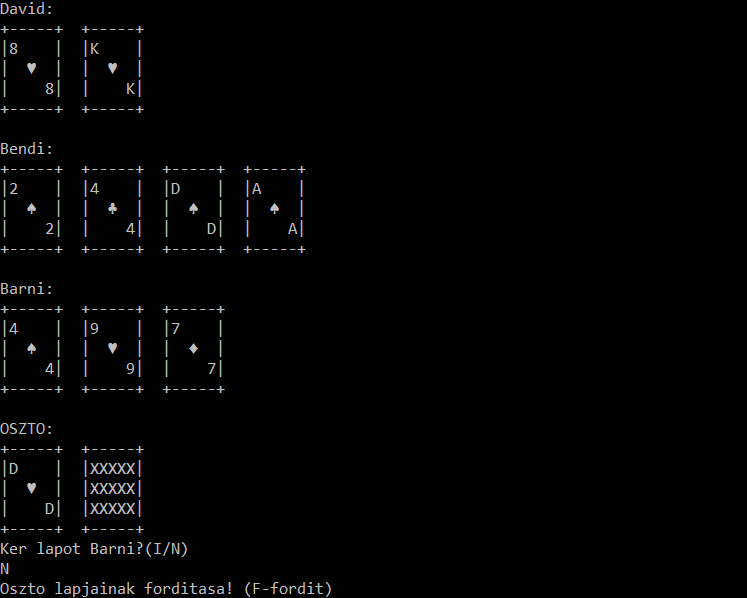 David:
+-----+  +-----+
|8    |  |K    |
|  ♥  |  |  ♥  |
|    8|  |    K|
+-----+  +-----+
Bendi:
+-----+  +-----+  +-----+  +-----+
|2    |  |4    |  |D    |  |A    |
|  ♠  |  |  ♣  |  |  ♠  |  |  ♠  |
|    2|  |    4|  |    D|  |    A|
+-----+  +-----+  +-----+  +-----+
Barni:
+-----+  +-----+  +-----+
|4    |  |9    |  |7    |
|  ♠  |  |  ♥  |  |  ♦  |
|    4|  |    9|  |    7|
+-----+  +-----+  +-----+
OSZTO:
+-----+  +-----+
|D    |  |XXXXX|
|  ♥  |  |XXXXX|
|    D|  |XXXXX|
+-----+  +-----+
Ker lapot Barni?(I/N)
N
Oszto lapjainak forditasa! (F-fordit)